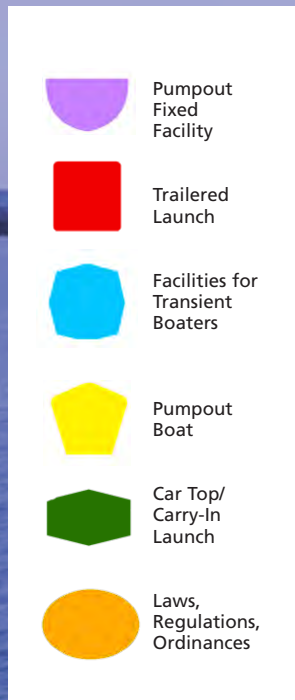 Pumpout
Fixed
Facility
Trailered
Launch
Facilities for
Transient
Boaters
Pumpout
Boat
Car Top/
Carry-In
Launch
Laws,
Regulations,
Ordinances